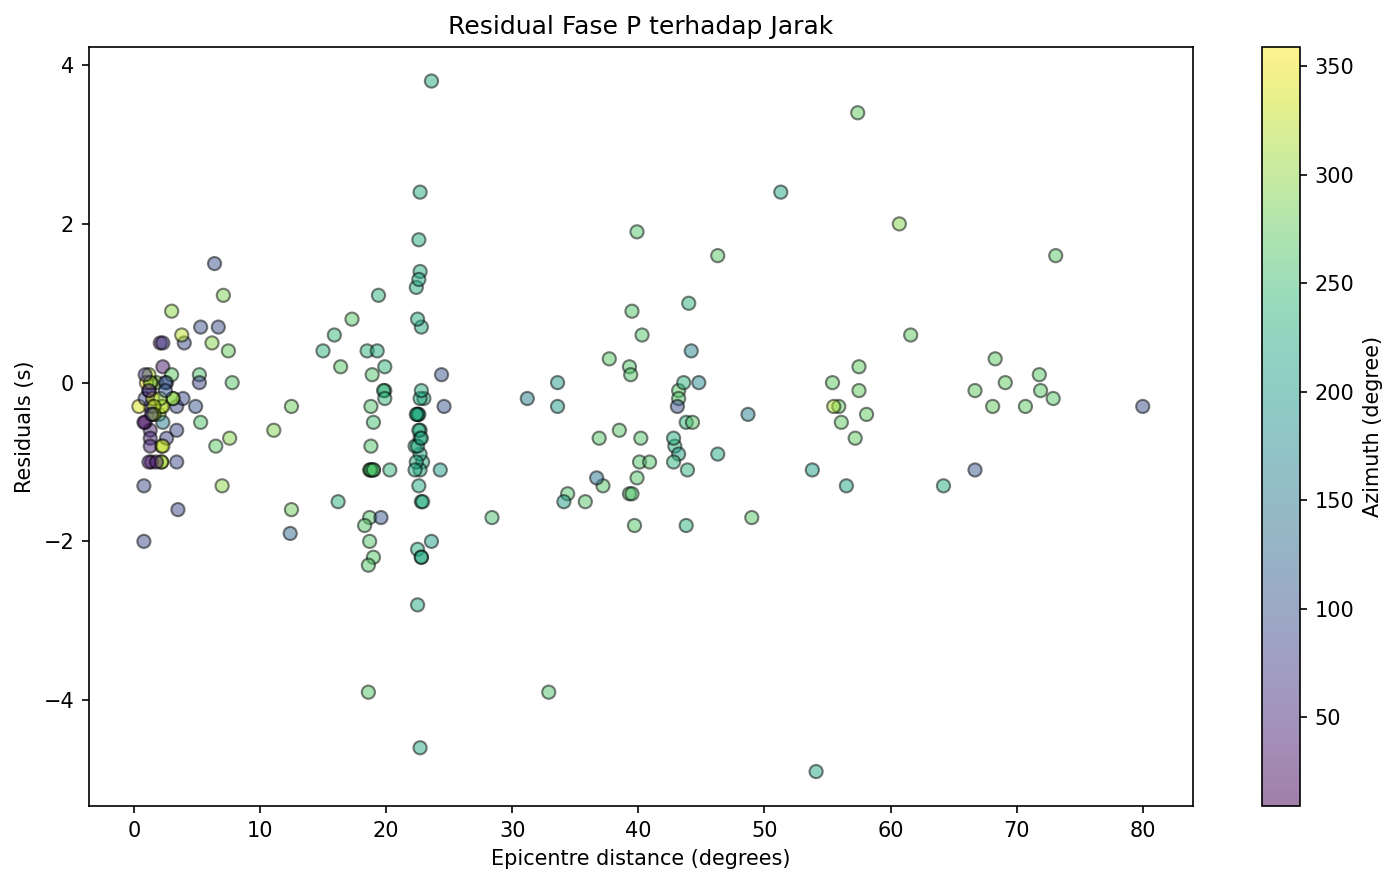 Residual Fase P terhadap Jarak
Residuals (s)
4
2
0
−2
−4
0 10 20 30 40 50 60 70 80
Epicentre distance (degrees)
350
300
250
200
150
100
50
Azimuth (degree)